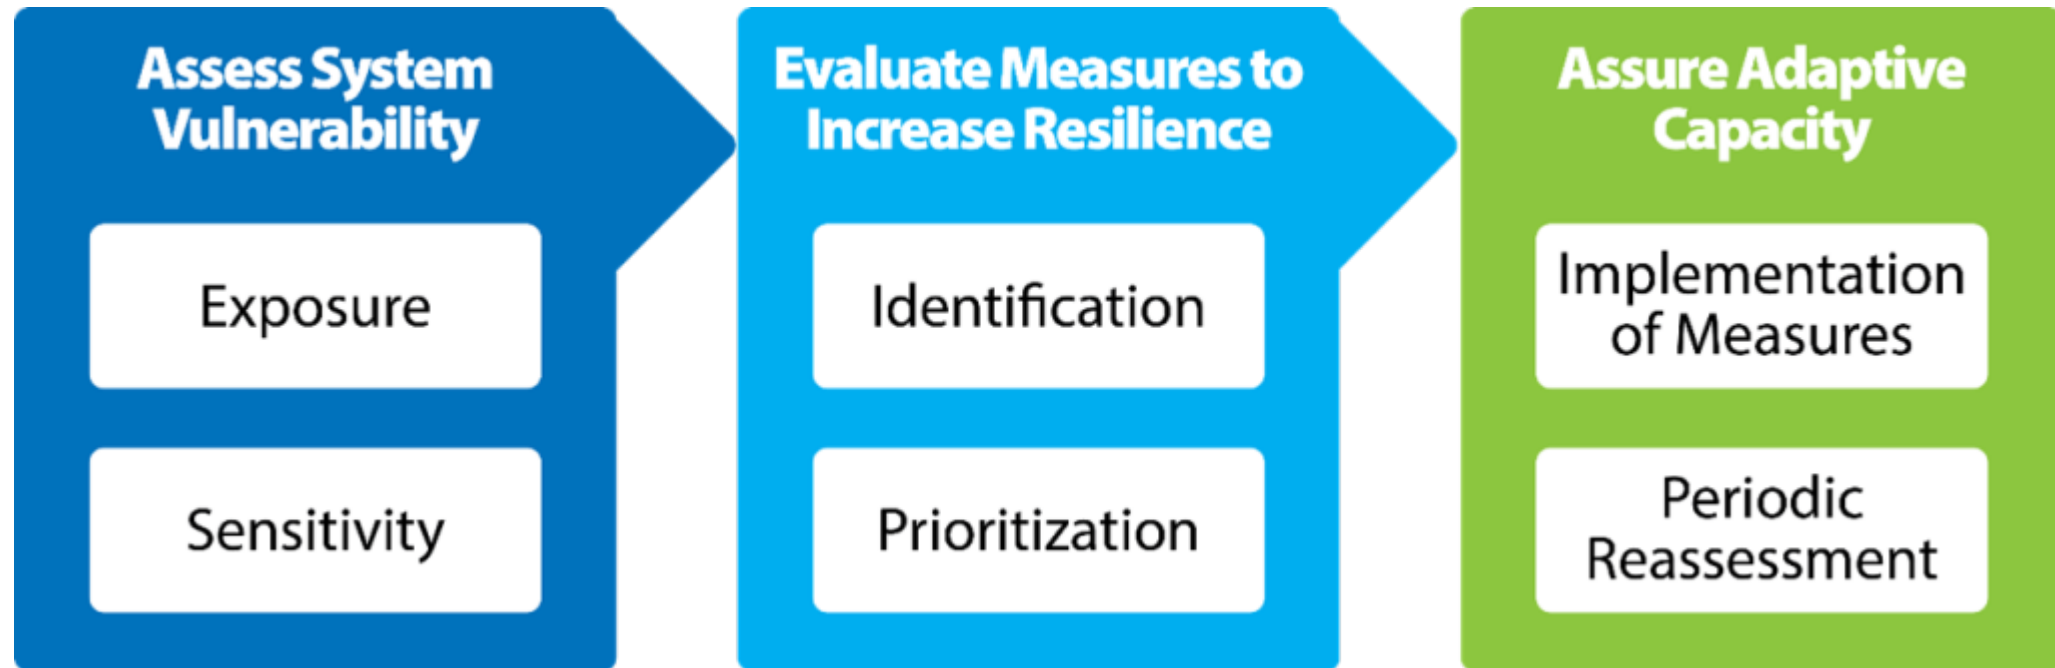 Assess System
Vulnerability
Exposure
Sensitivity
Evaluate Measures to
Increase Resilience
Identification
Prioritization
Assure Adaptive
Capacity
Implementation
of Measures
Periodic
Reassessment